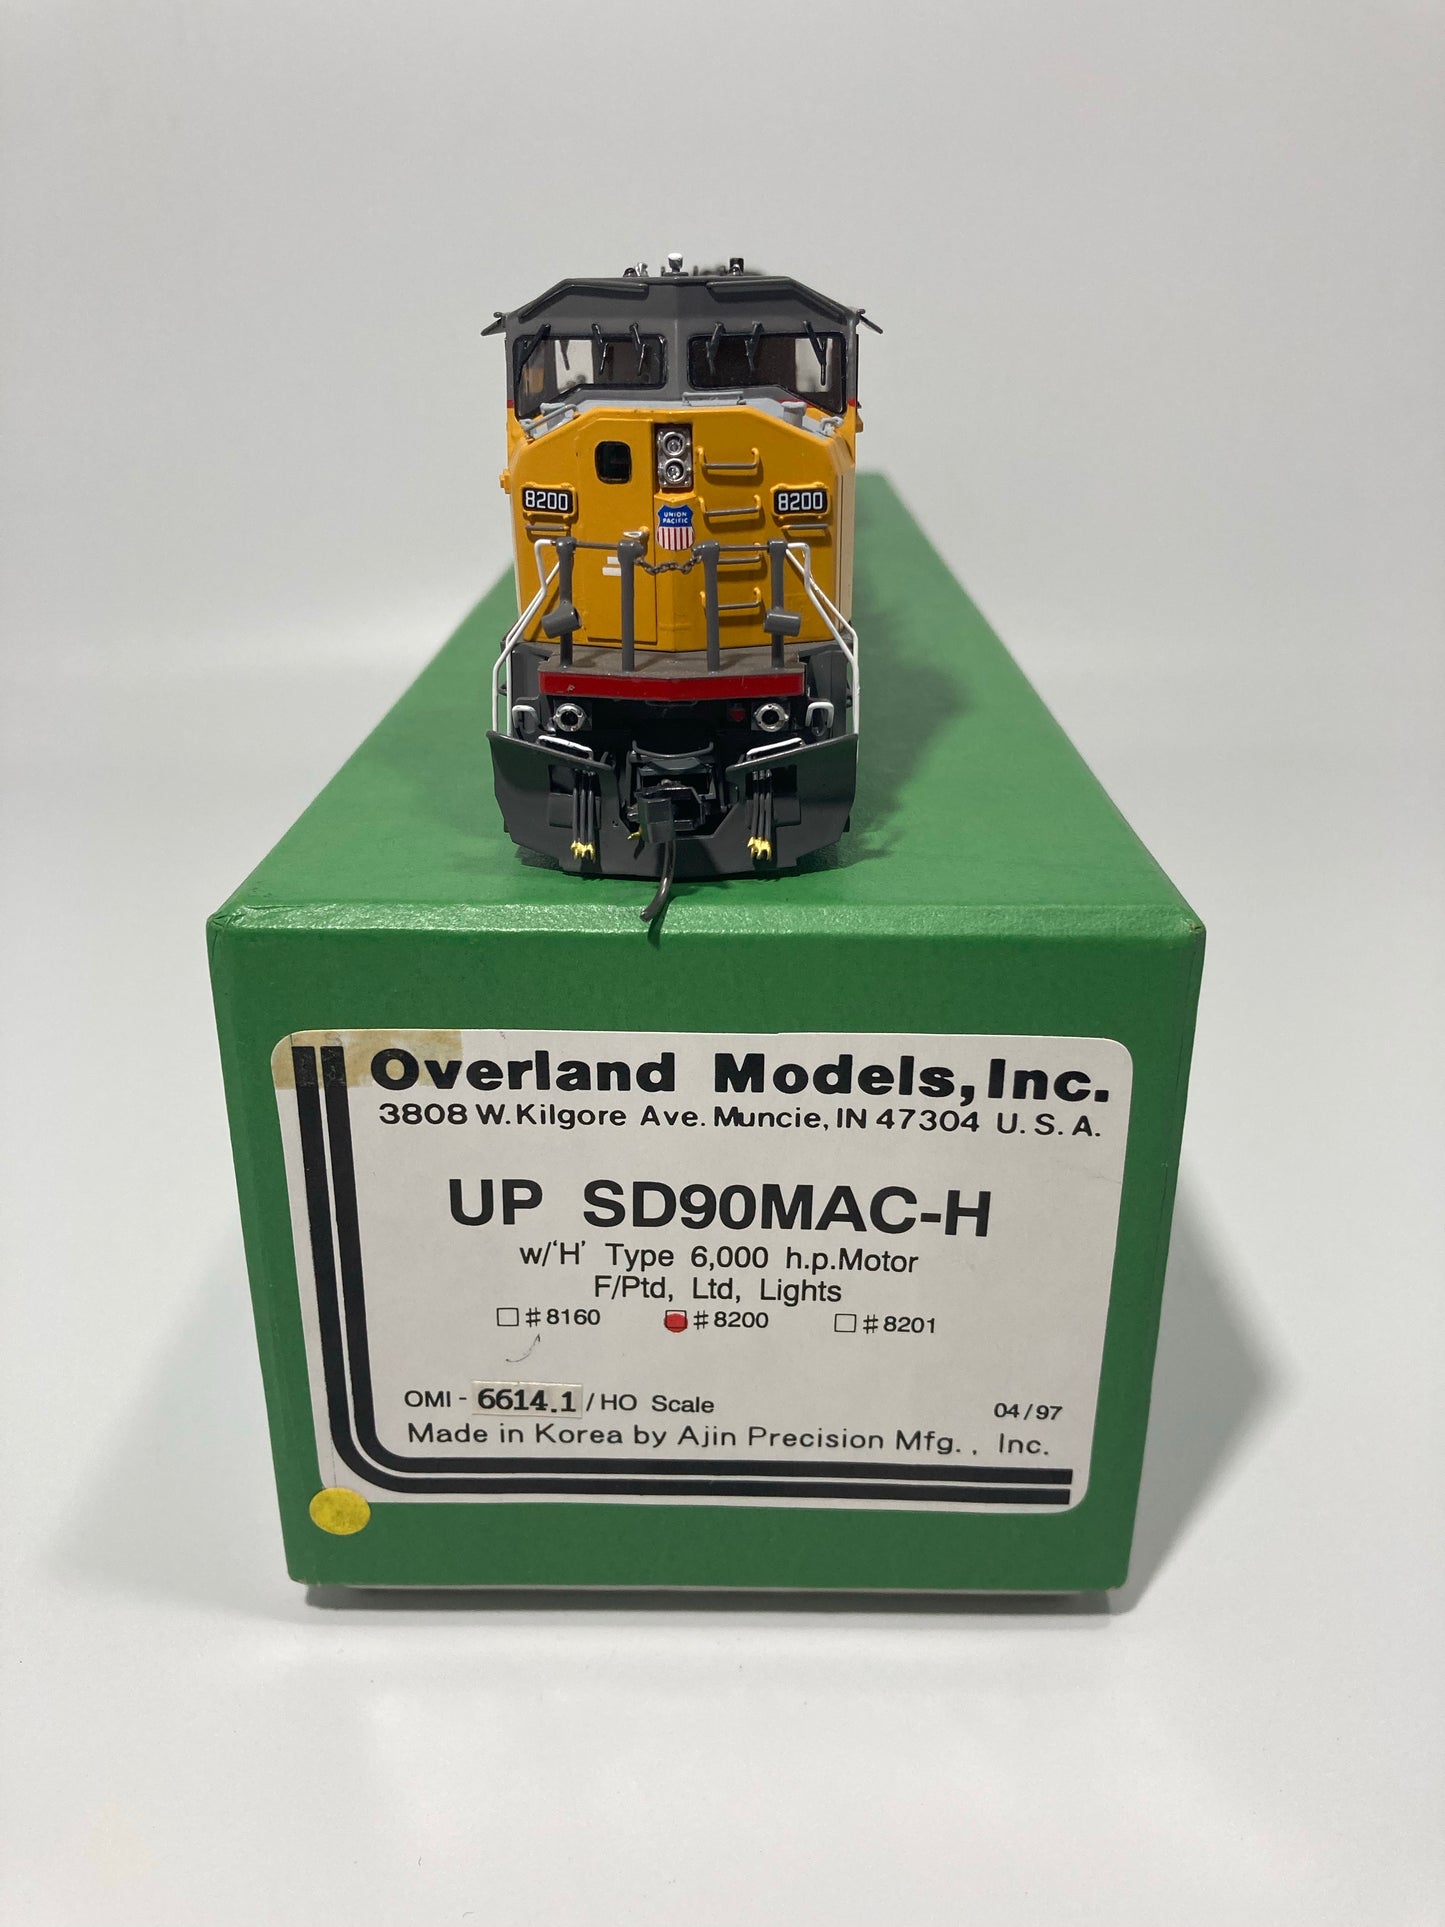 8200
8200
UNION
PACIFIC
Overland Models, Inc.
3808 W. Kilgore Ave. Muncie, IN 47304 U. S. A.
UP SD90MAC-H
w/'H' Type 6,000 h.p.Motor
F/Ptd, Ltd, Lights
#8160 #8200 #8201
OMI - 6614.1 / HO Scale 04/97
Made in Korea by Ajin Precision Mfg. , Inc.